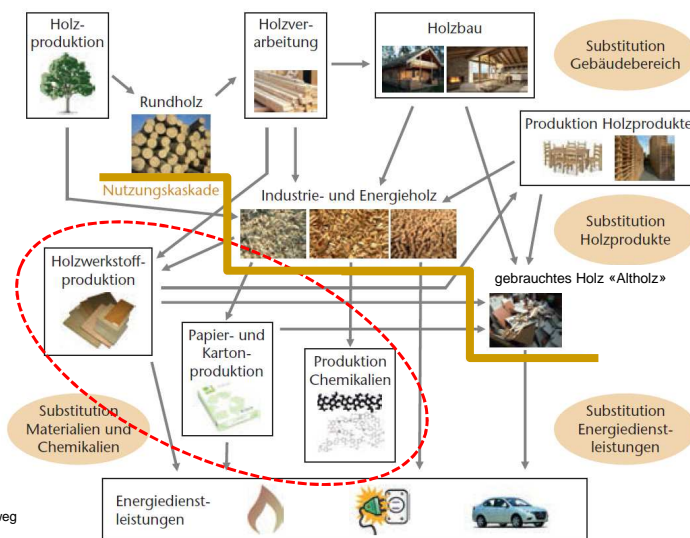 Holz-
produktion
Holzver-
arbeitung
Holzbau
Substitution
Gebäudebereich
Rundholz
Produktion Holzprodukte
Nutzungskaskade
Industrie- und Energieholz
Substitution
Holzprodukte
Holzwerkstoff-
produktion
gebrauchtes Holz «Altholz»
Papier- und
Karton-
produktion
Produktion
Chemikalien
Substitution
Materialien und
Chemikalien
Substitution
Energiedienst-
leistungen
Energiedienst-
leistungen
weg